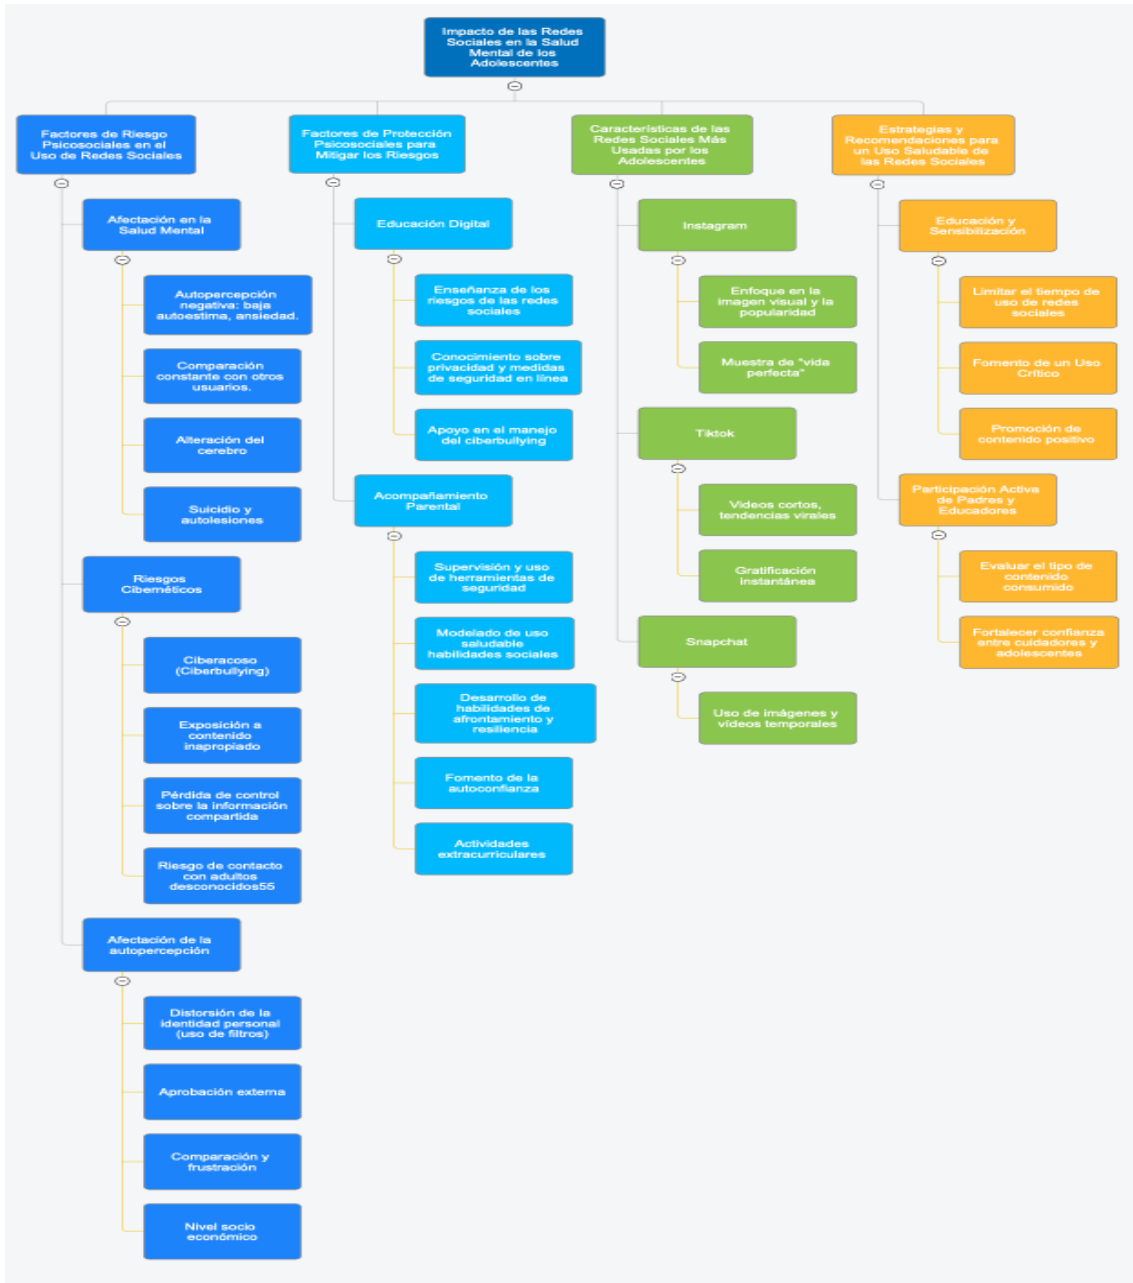 Impacto de las Redes
Sociales en la Salud
Mental de los
Adolescentes
Factores de Riesgo
Psicosociales en el
Uso de Redes Sociales
Afectación en la
Salud Mental
Autopercepción
negativa: baja
autoestima, ansiedad.
Comparación
constante con otros
usuarios.
Alteración del
cerebro
Suicidio y
autolesiones
Riesgos
Cibernéticos
Ciberacoso
(Ciberbullying)
Exposición a
contenido
inapropiado
Pérdida de control
sobre la información
compartida
Riesgo de contacto
con adultos
desconocidos55
Afectación de la
autopercepción
Distorsión de la
identidad personal
(uso de filtros)
Aprobación externa
Comparación y
frustración
Nivel socio
económico
Factores de Protección
Psicosociales para
Mitigar los Riesgos
Educación Digital
Enseñanza de los
riesgos de las redes
sociales
Conocimiento sobre
privacidad y medidas
de seguridad en línea
Apoyo en el manejo
del ciberbullying
Acompañamiento
Parental
Supervisión y uso
de herramientas de
seguridad
Modelado de uso
saludable
habilidades sociales
Desarrollo de
habilidades de
afrontamiento y
resiliencia
Fomento de la
autoconfianza
Actividades
extracurriculares
Características de las
Redes Sociales Más
Usadas por los
Adolescentes
Instagram
Enfoque en la
imagen visual y la
popularidad
Muestra de "vida
perfecta"
Tiktok
Videos cortos,
tendencias virales
Gratificación
instantánea
Snapchat
Uso de imágenes y
vídeos temporales
Estrategias y
Recomendaciones para
un Uso Saludable de
las Redes Sociales
Educación y
Sensibilización
Limitar el tiempo de
uso de redes
sociales
Fomento de un Uso
Crítico
Promoción de
contenido positivo
Participación Activa
de Padres y
Educadores
Evaluar el tipo de
contenido
consumido
Fortalecer confianza
entre cuidadores y
adolescentes